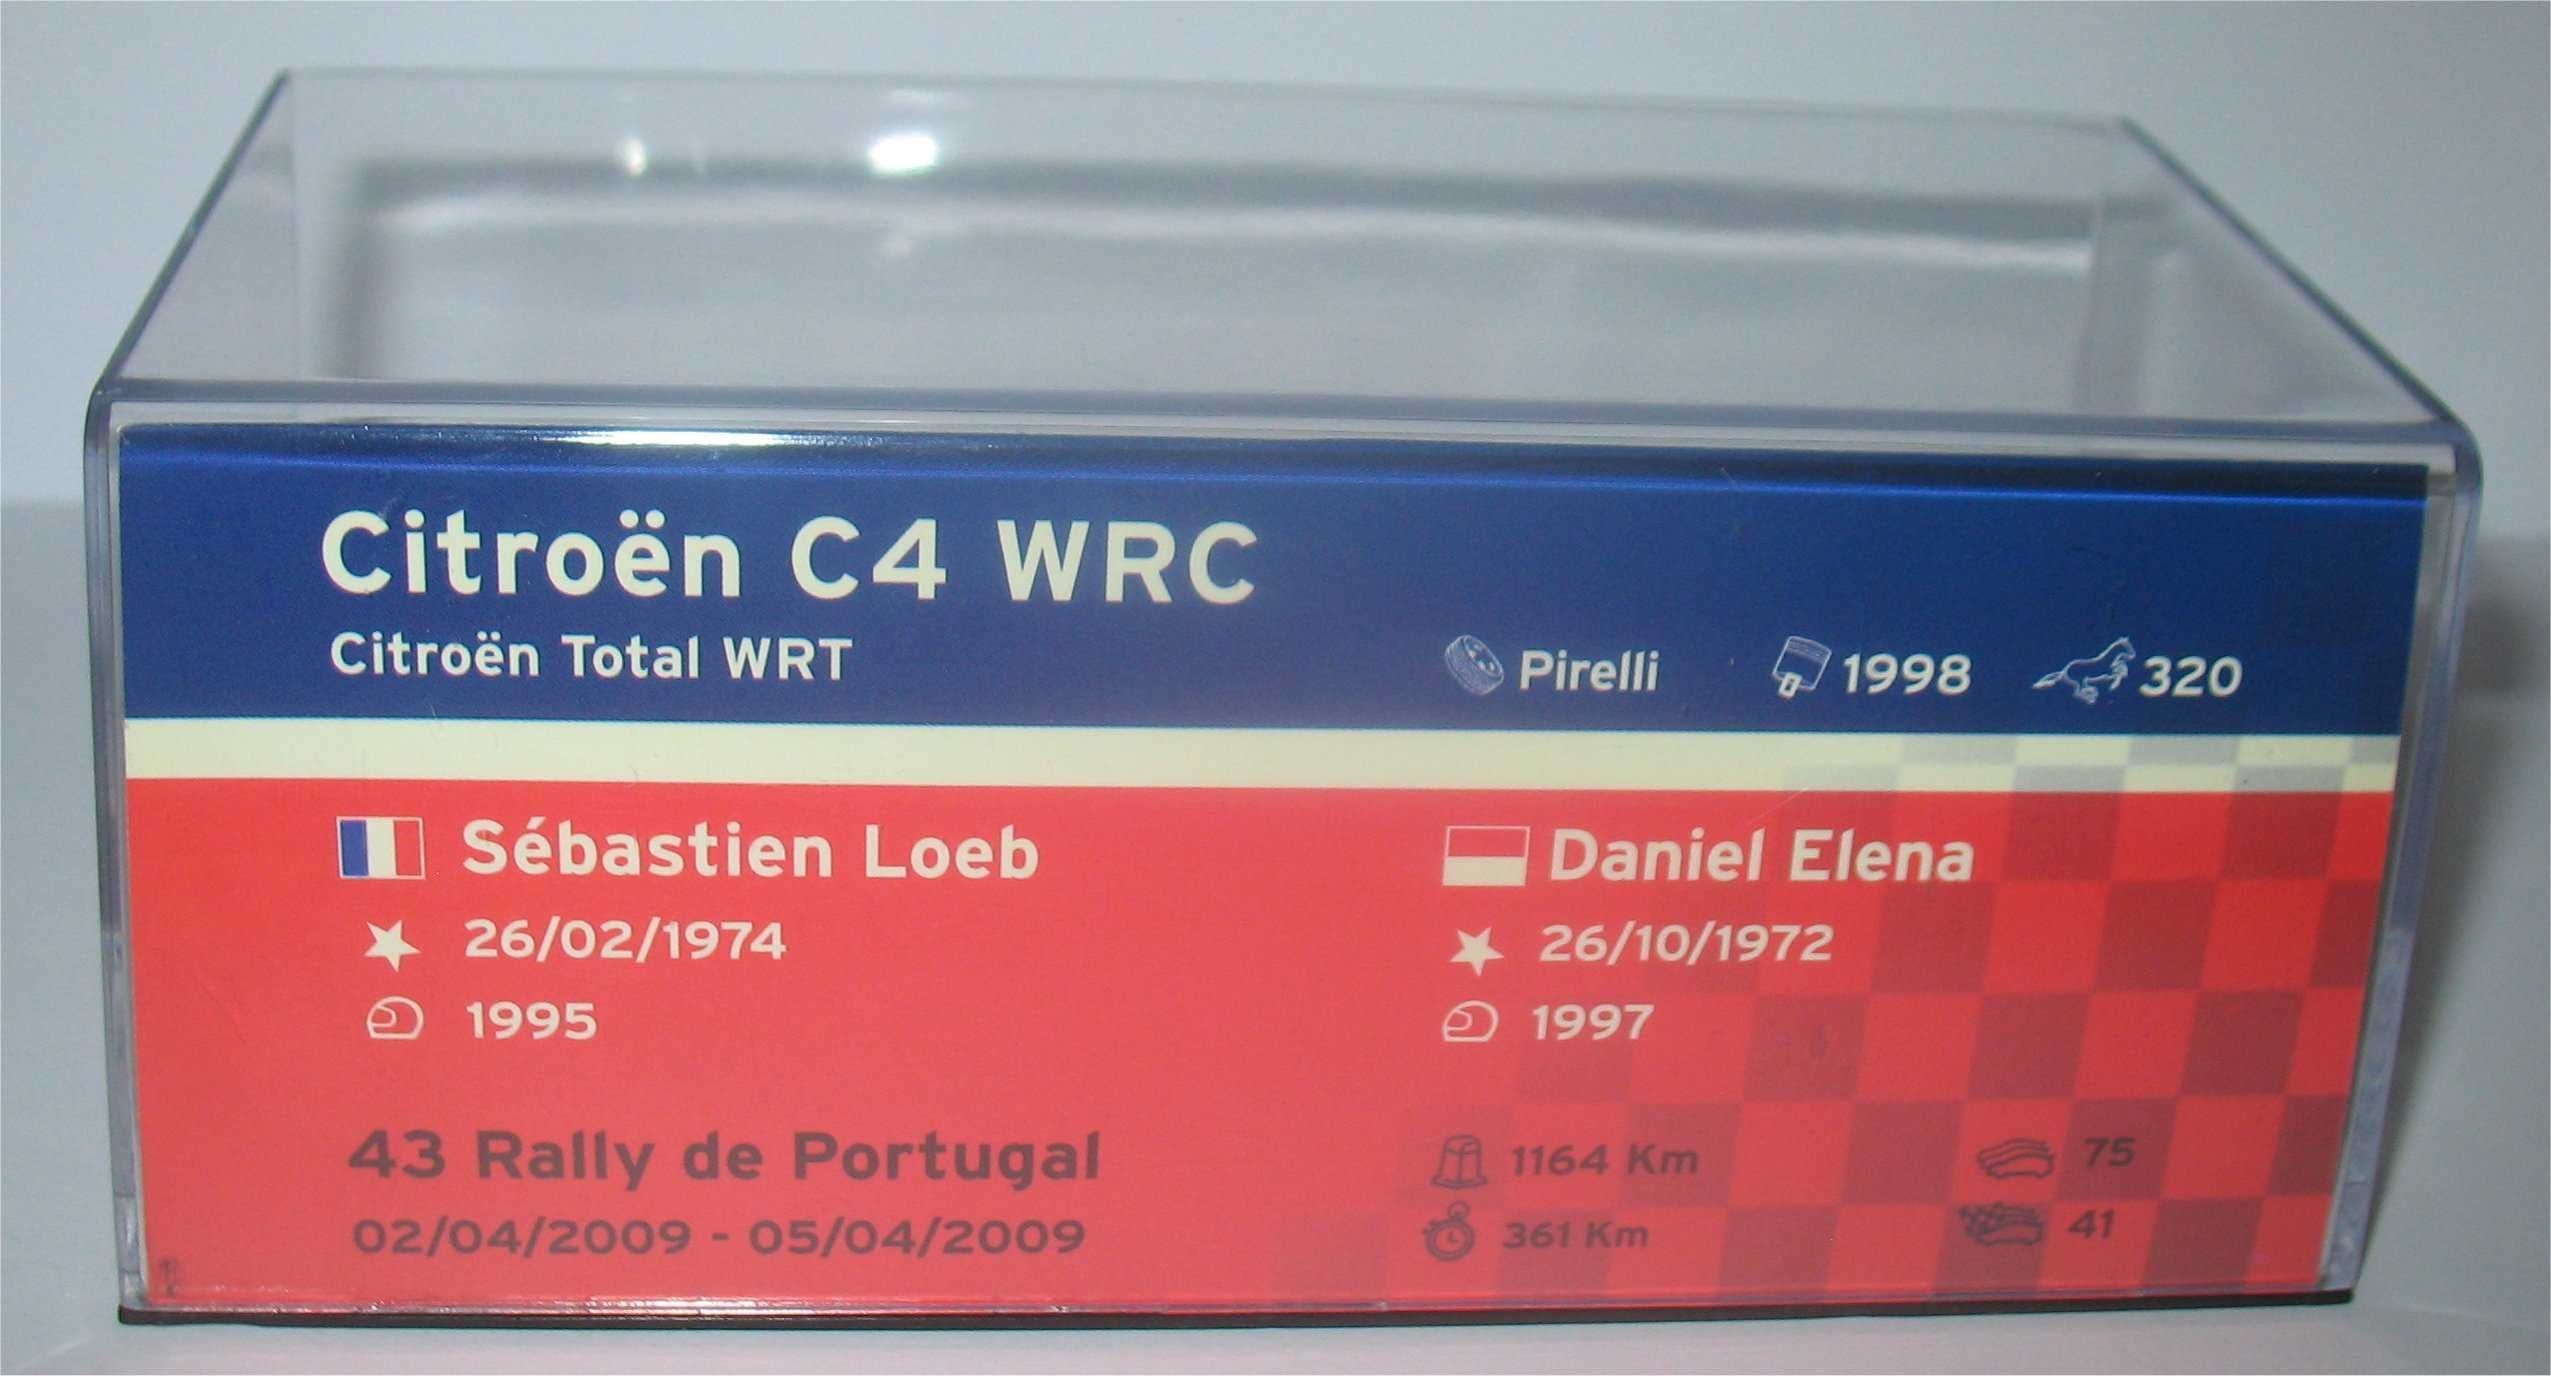 Citroën C4 WRC
Citroën Total WRT
Pirelli 1998 320
Sébastien Loeb
26/02/1974
1995
Daniel Elena
26/10/1972
1997
43 Rally de Portugal
02/04/2009 - 05/04/2009
1164 Km 75
361 Km 41